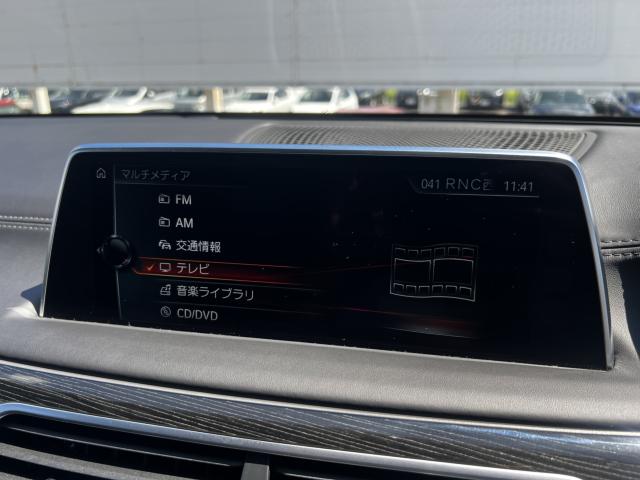 マルチメディア
041 RNC 11:41
FM
AM
交通情報
テレビ
音楽ライブラリ
CD/DVD